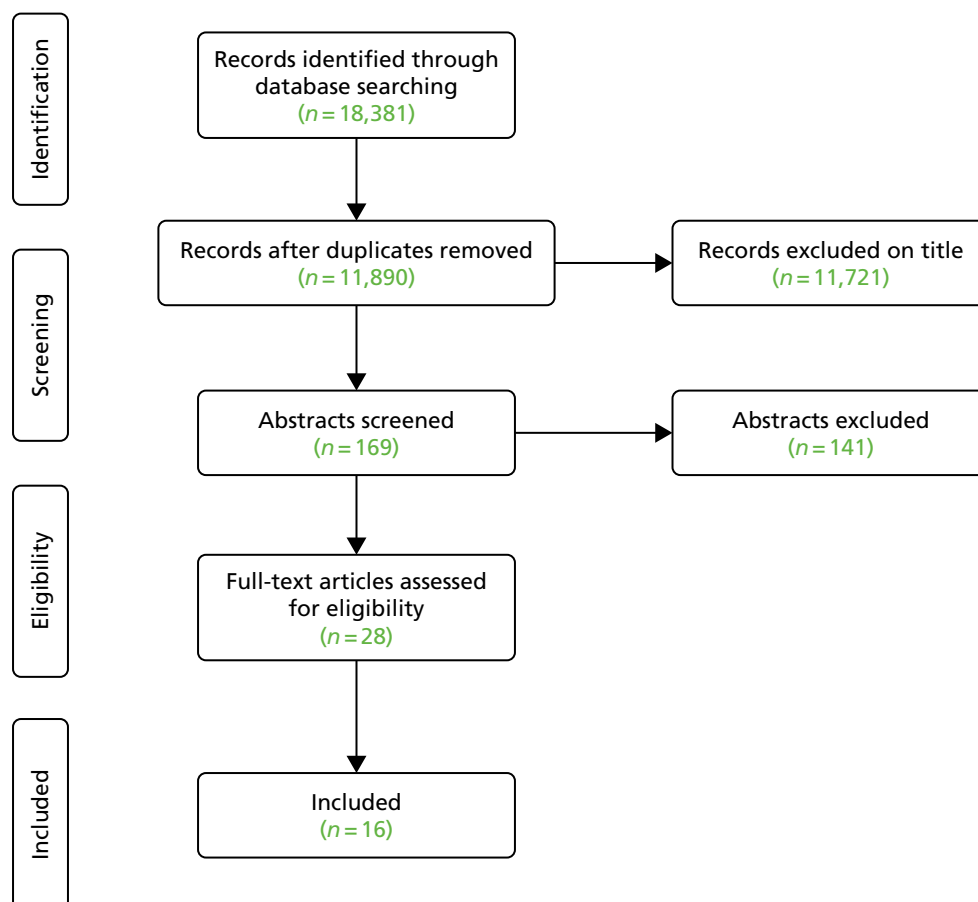 Identification
Records identified through
database searching
(n = 18,381)
Screening
Records after duplicates removed
(n = 11,890)
Records excluded on title
(n = 11,721)
Abstracts screened
(n = 169)
Abstracts excluded
(n = 141)
Eligibility
Full-text articles assessed
for eligibility
(n = 28)
Included
Included
(n = 16)